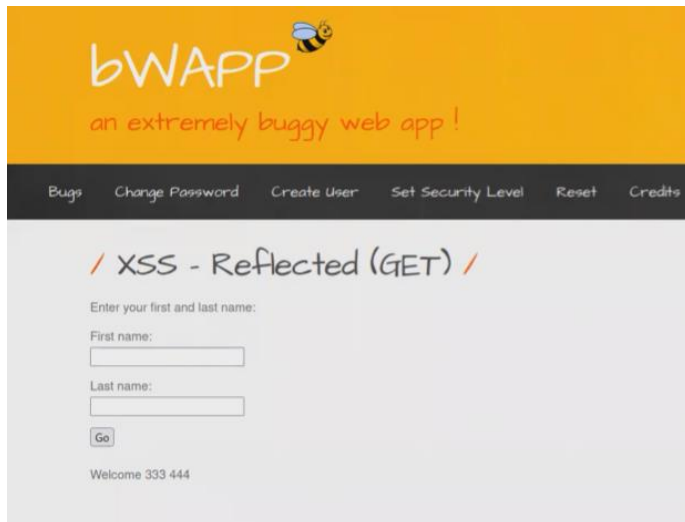 bWAPP
an extremely buggy web app !
Bugs Change Password Create User Set Security Level Reset Credits
/ XSS - Reflected (GET) /
Enter your first and last name:
First name:
Last name:
Go
Welcome 333 444